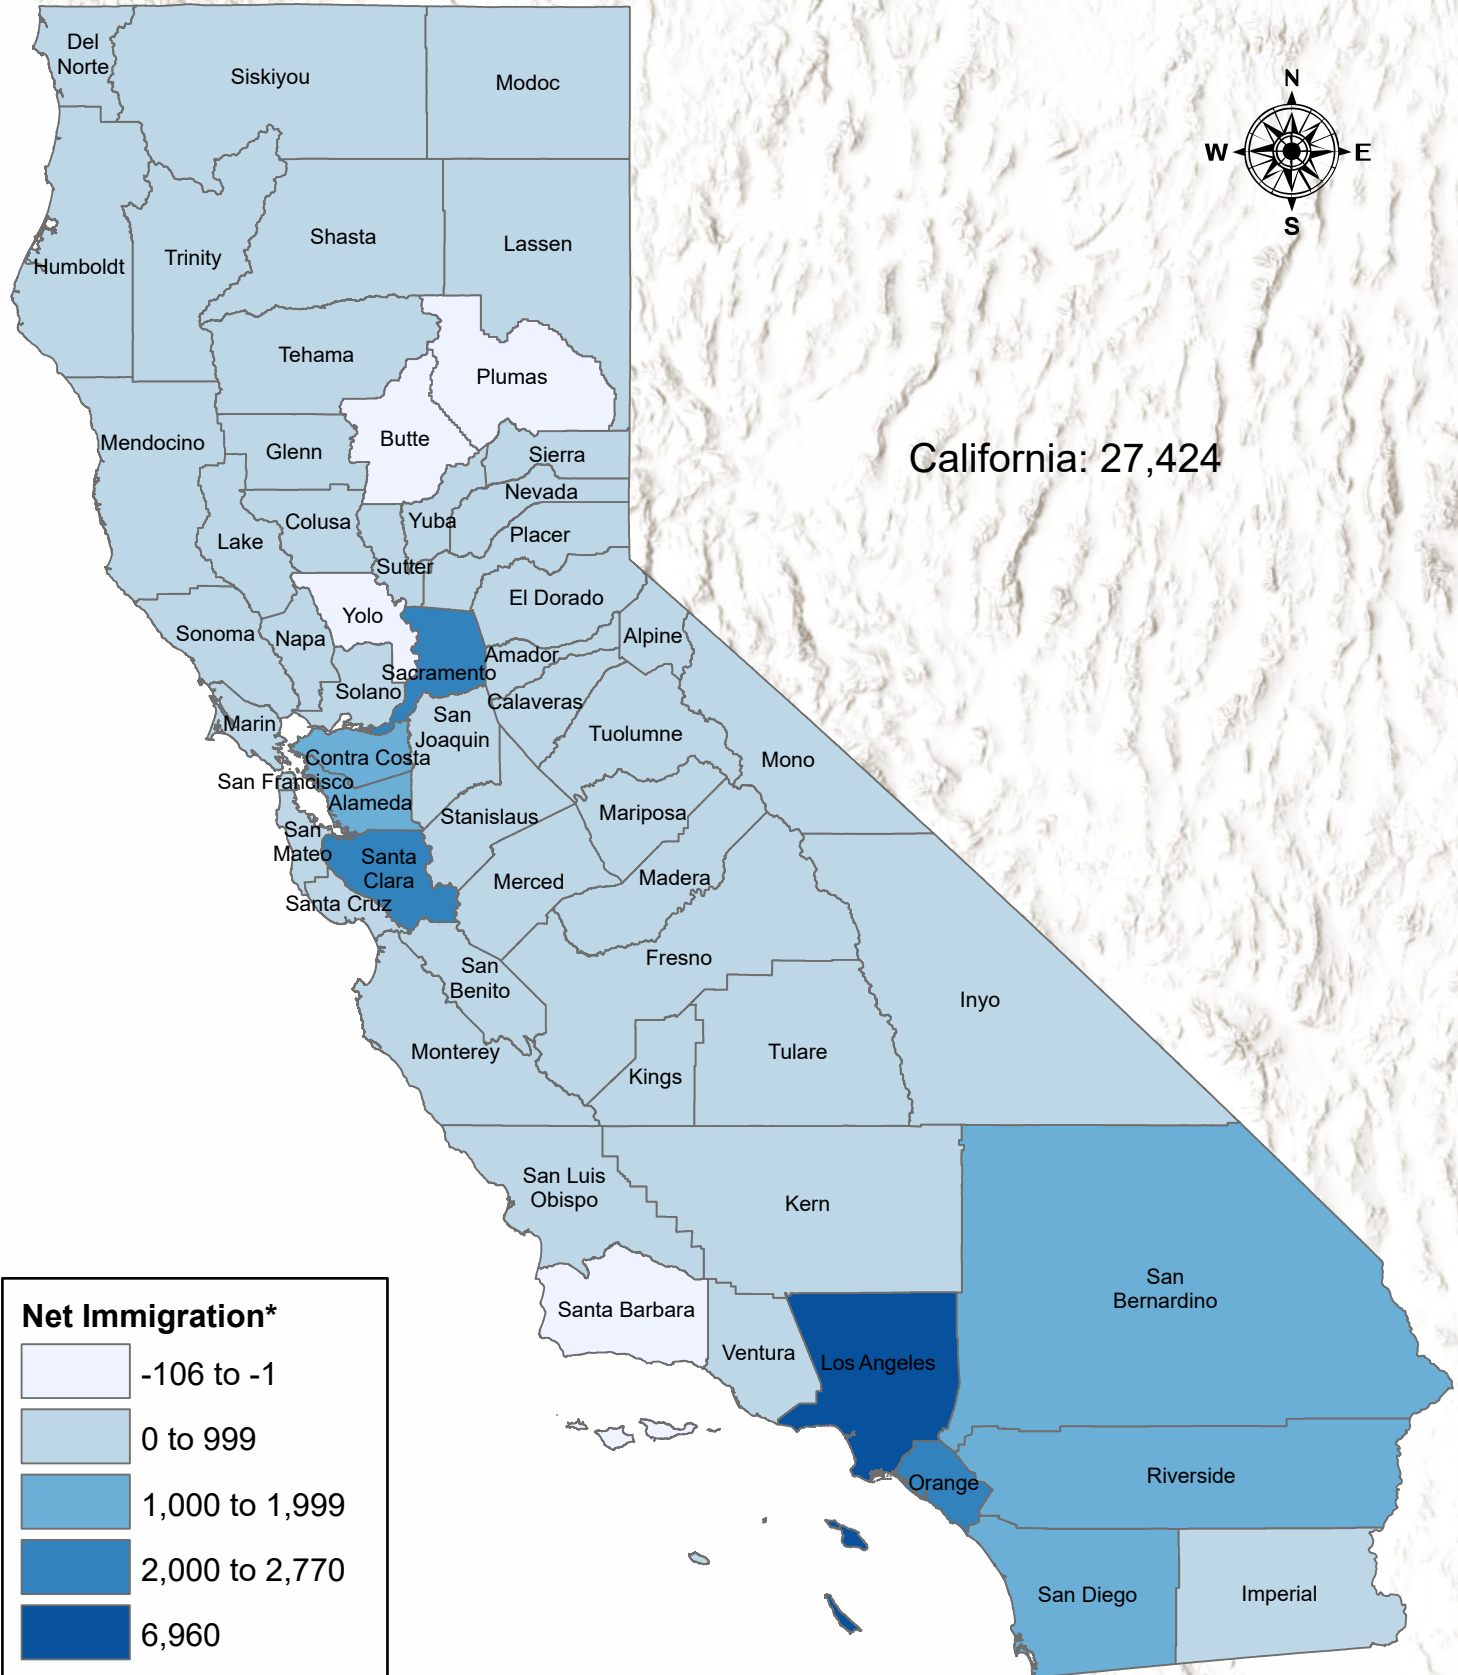 Del
Norte
Siskiyou
Modoc
N
W
E
S
Humboldt
Trinity
Shasta
Lassen
Tehama
Plumas
Mendocino
Glenn
Butte
Sierra
California: 27,424
Nevada
Colusa
Yuba
Placer
Lake
Sutter
El Dorado
Yolo
Sonoma
Napa
Alpine
Amador
Sacramento
Solano
Calaveras
Marin
San
Joaquin
Tuolumne
Contra Costa
Mono
San Francisco
Alameda
Stanislaus
Mariposa
San
Mateo
Santa
Clara
Merced
Madera
Santa Cruz
Fresno
San
Benito
Inyo
Monterey
Kings
Tulare
San Luis
Obispo
Kern
San
Bernardino
Santa Barbara
Ventura
Los Angeles
Orange
Riverside
San Diego
Imperial
Net Immigration*
-106 to -1
0 to 999
1,000 to 1,999
2,000 to 2,770
6,960